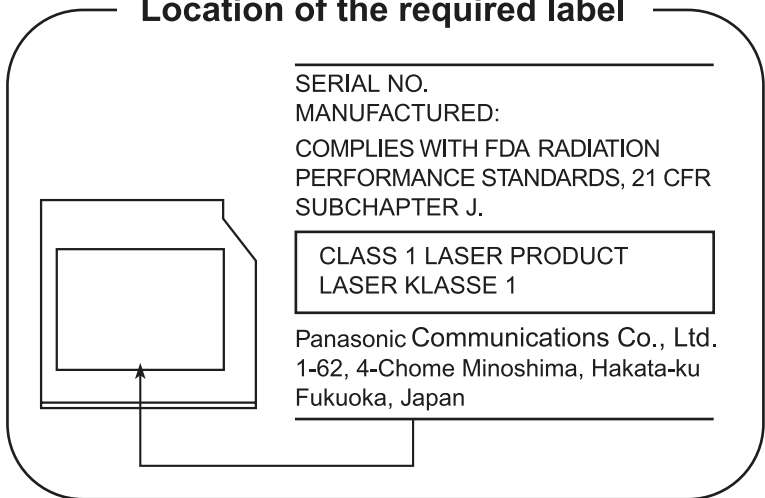 Location of the required label
SERIAL NO.
MANUFACTURED:
COMPLIES WITH FDA RADIATION
PERFORMANCE STANDARDS, 21 CFR
SUBCHAPTER J.
CLASS 1 LASER PRODUCT
LASER KLASSE 1
Panasonic Communications Co., Ltd.
1-62, 4-Chome Minoshima, Hakata-ku
Fukuoka, Japan